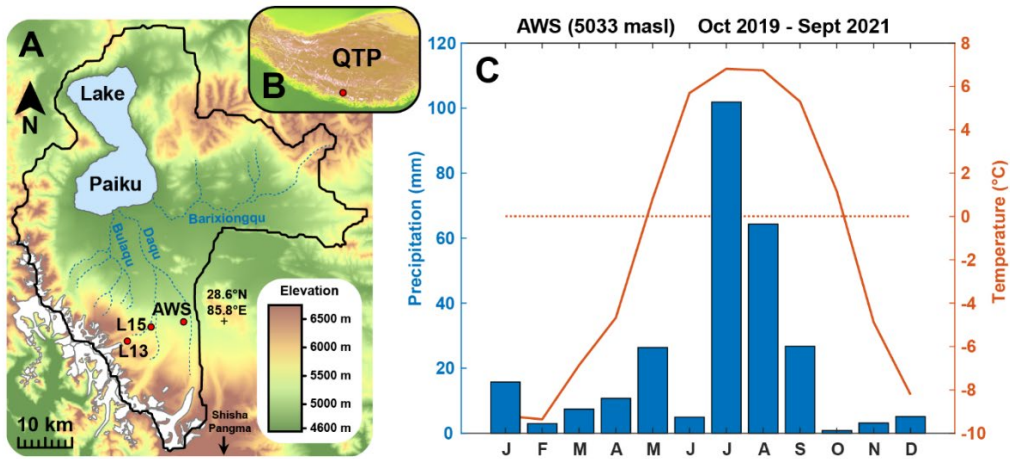 A
Lake
Paiku
N
Barixiongqu
Bulaqu
Daqu
AWS
L15
L13
28.6°N
85.8°E
+
Elevation
6500 m
6000 m
5500 m
5000 m
4600 m
10 km
Shisha
Pangma
B
QTP
AWS (5033 masl) Oct 2019 - Sept 2021
C
Precipitation (mm)
120
100
80
60
40
20
0
J F M A M J J A S O N D
8
6
4
2
0
-2
-4
-6
-8
-10
Temperature (°C)